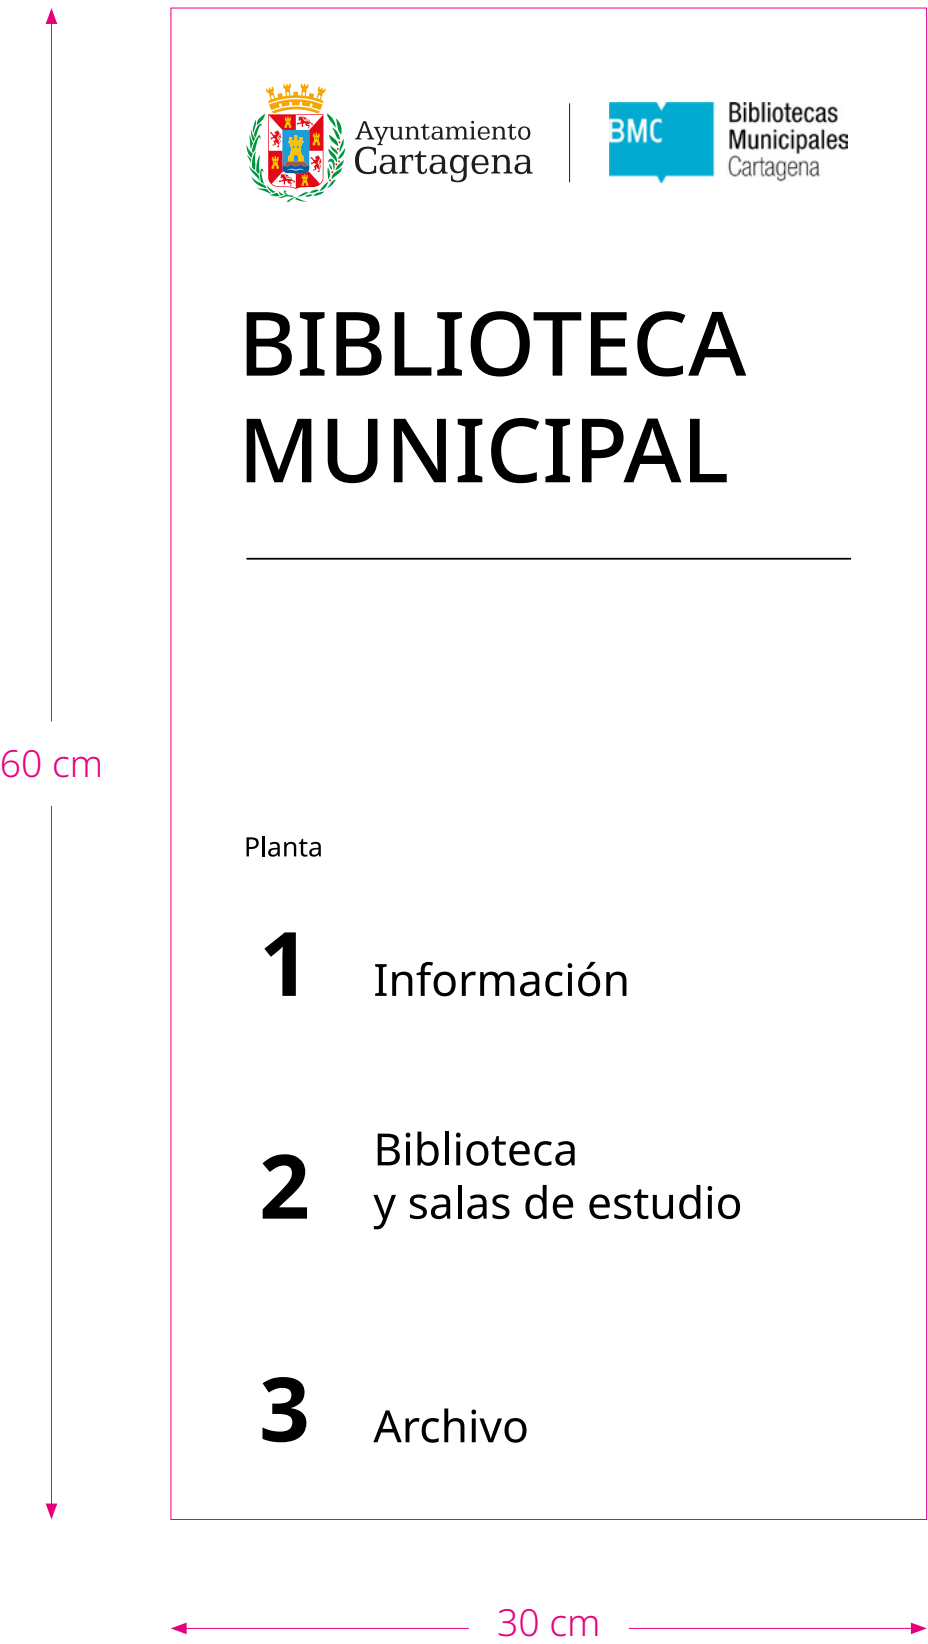 Ayuntamiento
Cartagena
BMC
Bibliotecas
Municipales
Cartagena
BIBLIOTECA
MUNICIPAL
60 cm
Planta
1 Información
2 Biblioteca
y salas de estudio
3 Archivo
30 cm